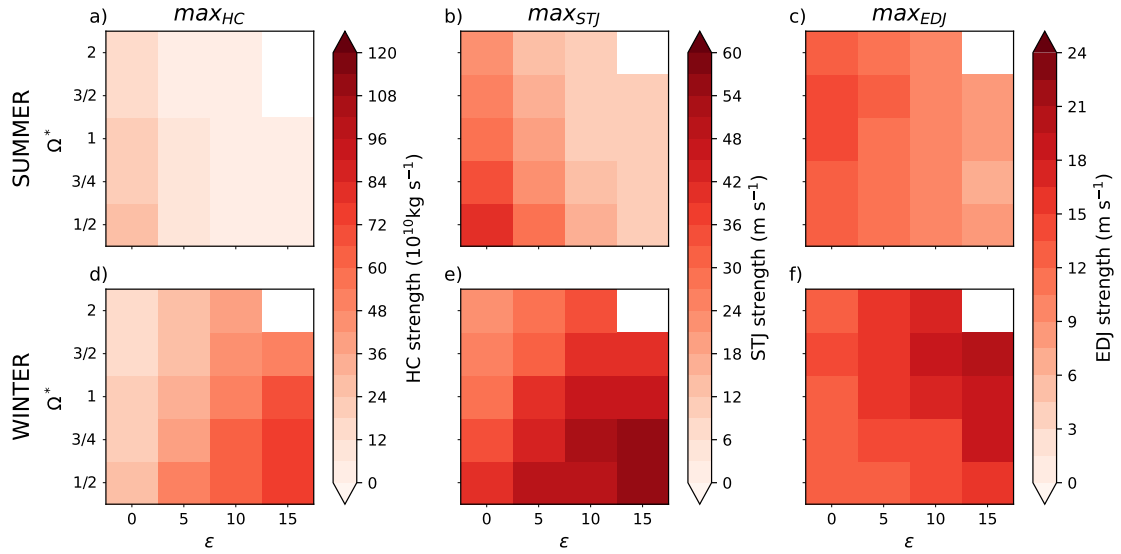 a) max_HC
b) max_STJ
c) max_EDJ
SUMMER
Ω*
2
3/2
1
3/4
1/2
120
108
96
84
72
60
48
36
24
12
0
HC strength (10^10 kg s^−1)
60
54
48
42
36
30
24
18
12
6
0
STJ strength (m s^−1)
24
21
18
15
12
9
6
3
0
EDJ strength (m s^−1)
d)
e)
f)
WINTER
Ω*
2
3/2
1
3/4
1/2
0 5 10 15
ε
0 5 10 15
ε
0 5 10 15
ε